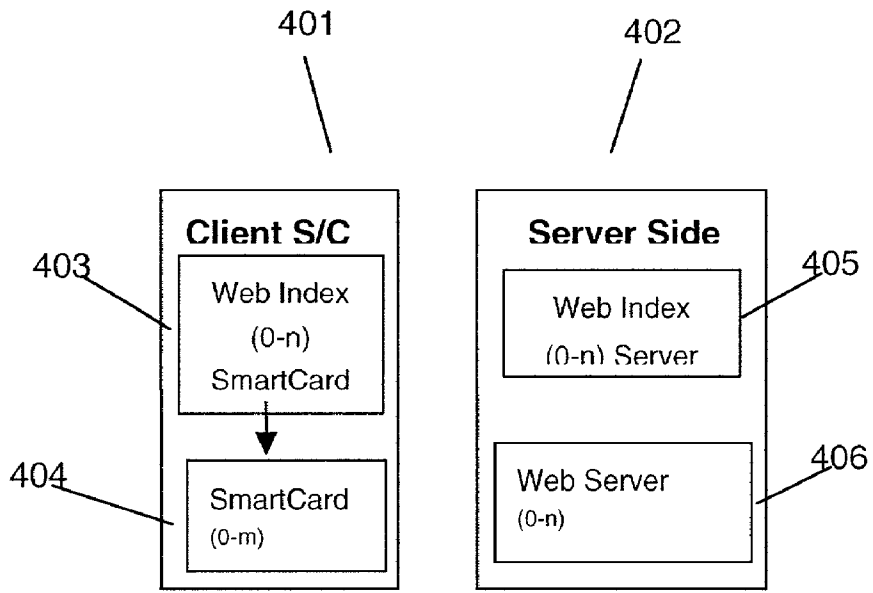 401
402
Client S/C
Server Side
403
Web Index
(0-n)
SmartCard
405
Web Index
(0-n) Server
404
SmartCard
(0-m)
406
Web Server
(0-n)